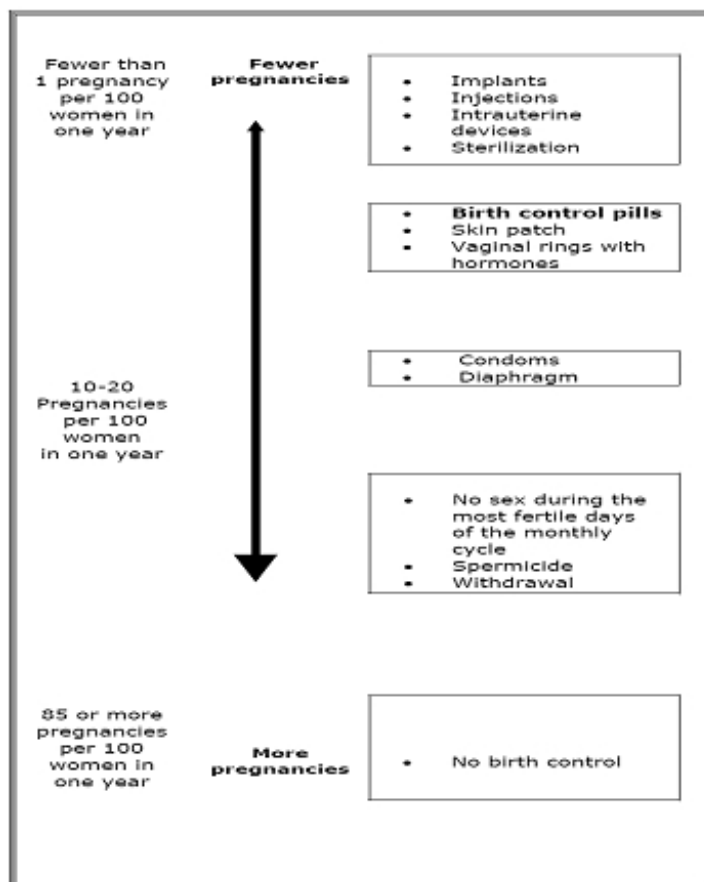 Fewer than
1 pregnancy
per 100
women in
one year
Fewer
pregnancies
• Implants
• Injections
• Intrauterine
devices
• Sterilization
• Birth control pills
• Skin patch
• Vaginal rings with
hormones
10-20
Pregnancies
per 100
women
in one year
• Condoms
• Diaphragm
• No sex during the
most fertile days
of the monthly
cycle
• Spermicide
• Withdrawal
85 or more
pregnancies
per 100
women in
one year
More
pregnancies
• No birth control